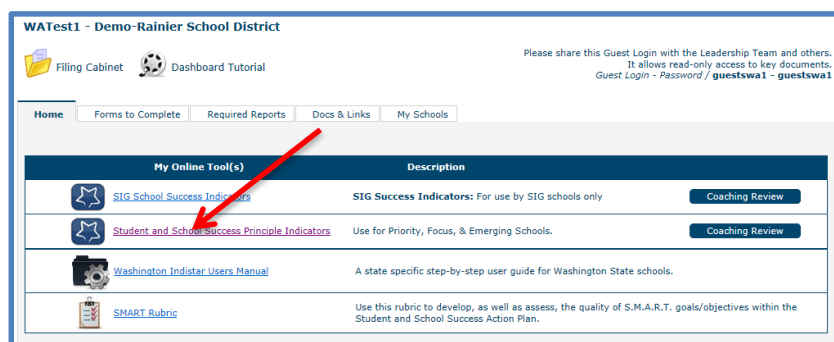 WATest1 - Demo-Rainier School District
Filing Cabinet Dashboard Tutorial
Please share this Guest Login with the Leadership Team and others.
It allows read-only access to key documents.
Guest Login - Password / guestswa1 - guestswa1
Home Forms to Complete Required Reports Docs & Links My Schools
My Online Tool(s) Description
SIG School Success Indicators SIG Success Indicators: For use by SIG schools only Coaching Review
Student and School Success Principle Indicators Use for Priority, Focus, & Emerging Schools. Coaching Review
Washington Indistar Users Manual A state specific step-by-step user guide for Washington State schools.
SMART Rubric Use this rubric to develop, as well as assess, the quality of S.M.A.R.T. goals/objectives within the
Student and School Success Action Plan.